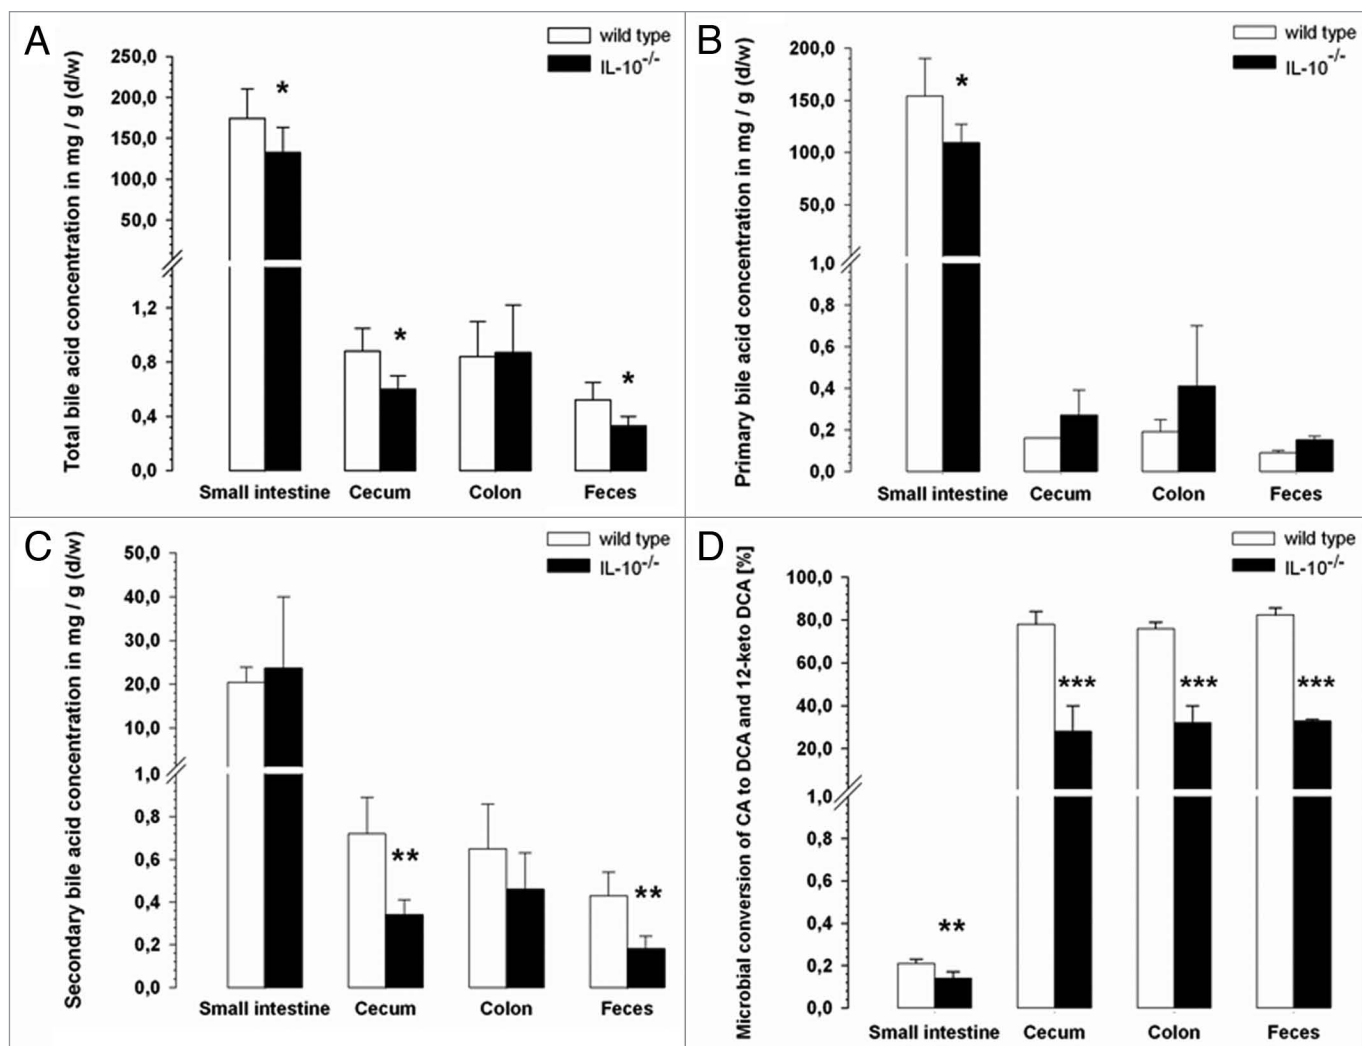 A
wild type
IL-10-/-
Total bile acid concentration in mg / g (d/w)
250,0
200,0
150,0
100,0
50,0
1,2
0,8
0,4
0,0
*
*
*
Small intestine
Cecum
Colon
Feces
B
wild type
IL-10-/-
Primary bile acid concentration in mg / g (d/w)
200,0
150,0
100,0
50,0
1,0
0,8
0,6
0,4
0,2
0,0
*
Small intestine
Cecum
Colon
Feces
C
wild type
IL-10-/-
Secondary bile acid concentration in mg / g (d/w)
50,0
40,0
30,0
20,0
10,0
1,0
0,8
0,6
0,4
0,2
0,0
**
**
Small intestine
Cecum
Colon
Feces
D
wild type
IL-10-/-
Microbial conversion of CA to DCA and 12-keto DCA [%]
100,0
80,0
60,0
40,0
20,0
1,0
0,8
0,6
0,4
0,2
0,0
**
***
***
***
Small intestine
Cecum
Colon
Feces